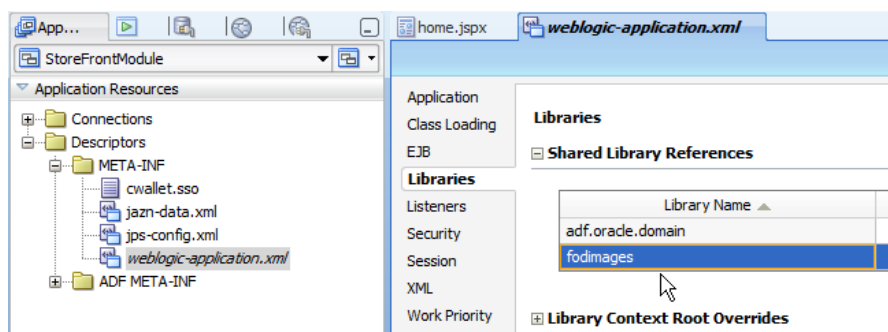 App...
StoreFrontModule
Application Resources
Connections
Descriptors
META-INF
cwallet.sso
jazn-data.xml
jps-config.xml
weblogic-application.xml
ADF META-INF
home.jspx
weblogic-application.xml
Application
Class Loading
EJB
Libraries
Listeners
Security
Session
XML
Work Priority
Libraries
Shared Library References
Library Name
adf.oracle.domain
fodimages
Library Context Root Overrides